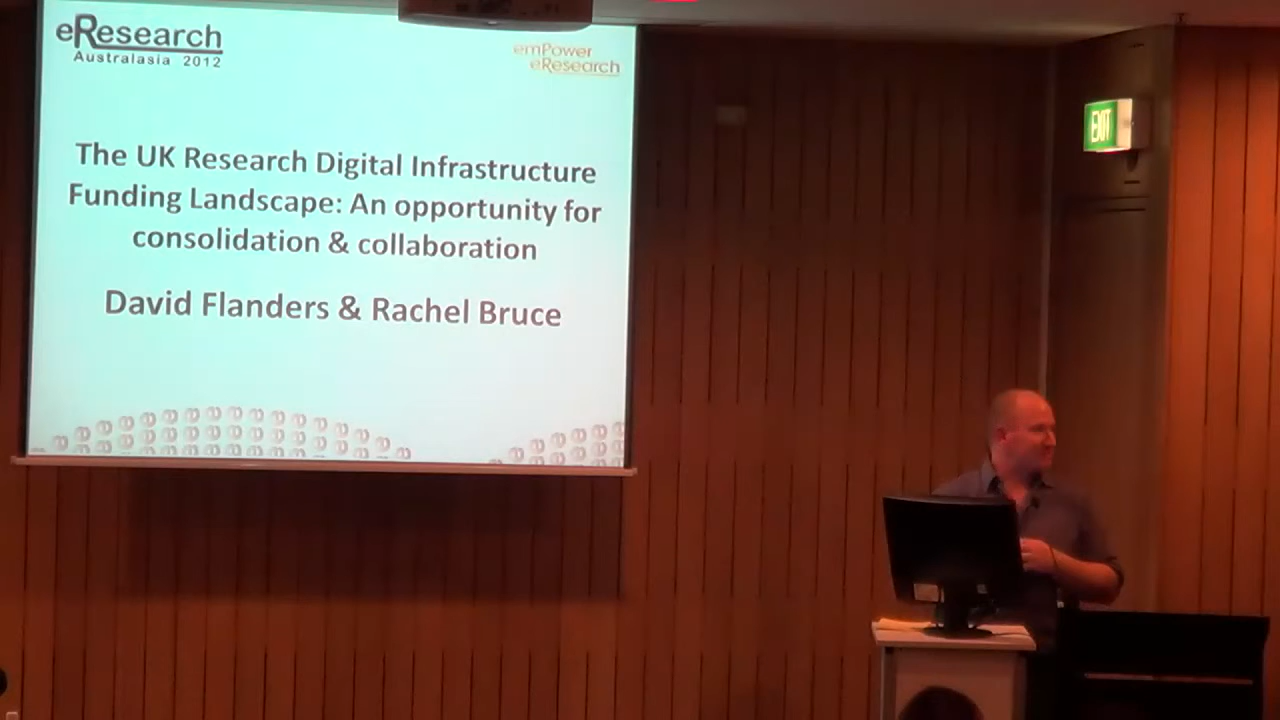 eResearch
Australasia 2012
emPower
eResearch
The UK Research Digital Infrastructure
Funding Landscape: An opportunity for
consolidation & collaboration
David Flanders & Rachel Bruce
EXIT